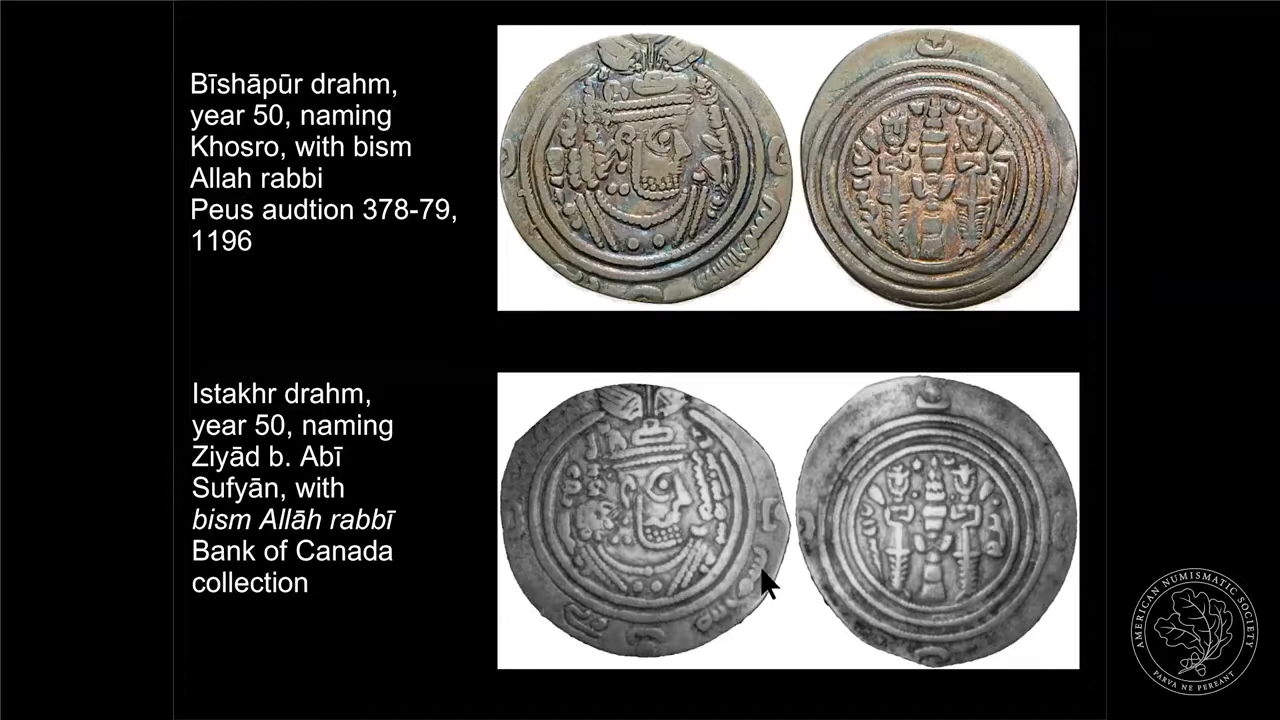 Bīshāpūr drahm,
year 50, naming
Khosro, with bism
Allah rabbi
Peus audtion 378-79,
1196
Istakhr drahm,
year 50, naming
Ziyād b. Abī
Sufyān, with
bism Allāh rabbī
Bank of Canada
collection
AMERICAN NUMISMATIC SOCIETY
PARVA NE PEREANT